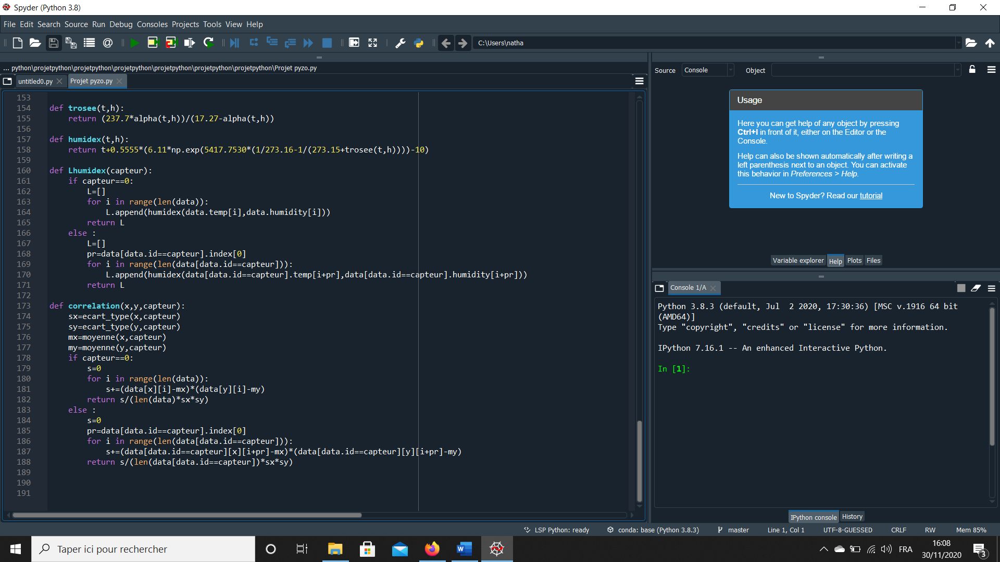 Spyder (Python 3.8)
File Edit Search Source Run Debug Consoles Projects Tools View Help
C:\Users\natha
... python\projetpython\projetpython\projetpython\projetpython\projetpython\projetpython\Projet pyzo.py
untitled0.py
Projet pyzo.py
153
154 def trosee(t,h):
155     return (237.7*alpha(t,h))/(17.27-alpha(t,h))
156
157 def humidex(t,h):
158     return t+0.5555*(6.11*np.exp(5417.7530*(1/273.16-1/(273.15+trosee(t,h))))-10)
159
160 def Lhumidex(capteur):
161     if capteur==0:
162         L=[]
163         for i in range(len(data)):
164             L.append(humidex(data.temp[i],data.humidity[i]))
165         return L
166     else :
167         L=[]
168         pr=data[data.id==capteur].index[0]
169         for i in range(len(data[data.id==capteur])):
170             L.append(humidex(data[data.id==capteur].temp[i+pr],data[data.id==capteur].humidity[i+pr]))
171         return L
172
173 def correlation(x,y,capteur):
174     sx=ecart_type(x,capteur)
175     sy=ecart_type(y,capteur)
176     mx=moyenne(x,capteur)
177     my=moyenne(y,capteur)
178     if capteur==0:
179         s=0
180         for i in range(len(data)):
181             s+=(data[x][i]-mx)*(data[y][i]-my)
182         return s/(len(data)*sx*sy)
183     else :
184         s=0
185         pr=data[data.id==capteur].index[0]
186         for i in range(len(data[data.id==capteur])):
187             s+=(data[data.id==capteur][x][i+pr]-mx)*(data[data.id==capteur][y][i+pr]-my)
188         return s/(len(data[data.id==capteur])*sx*sy)
189
190
191
Source Console Object
Usage
Here you can get help of any object by pressing
Ctrl+I in front of it, either on the Editor or the
Console.
Help can also be shown automatically after writing a
left parenthesis next to an object. You can activate
this behavior in Preferences > Help.
New to Spyder? Read our tutorial
Variable explorer Help Plots Files
Console 1/A
Python 3.8.3 (default, Jul  2 2020, 17:30:36) [MSC v.1916 64 bit
(AMD64)]
Type "copyright", "credits" or "license" for more information.
IPython 7.16.1 -- An enhanced Interactive Python.
In [1]:
IPython console History
LSP Python: ready conda: base (Python 3.8.3) master Line 1, Col 1 UTF-8-GUESSED CRLF RW Mem 85%
Taper ici pour rechercher
FRA
16:08
30/11/2020
3